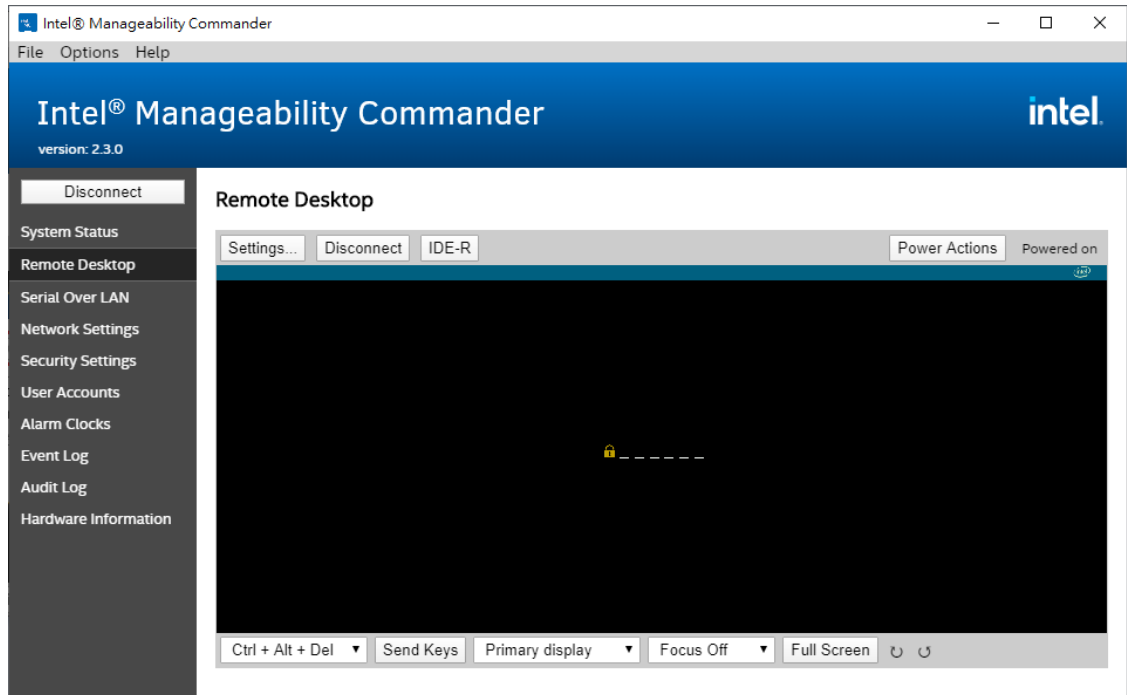 Intel® Manageability Commander
File Options Help
Intel® Manageability Commander
intel.
version: 2.3.0
Disconnect
System Status
Remote Desktop
Serial Over LAN
Network Settings
Security Settings
User Accounts
Alarm Clocks
Event Log
Audit Log
Hardware Information
Remote Desktop
Settings... Disconnect IDE-R Power Actions Powered on
_ _ _ _ _ _
Ctrl + Alt + Del Send Keys Primary display Focus Off Full Screen